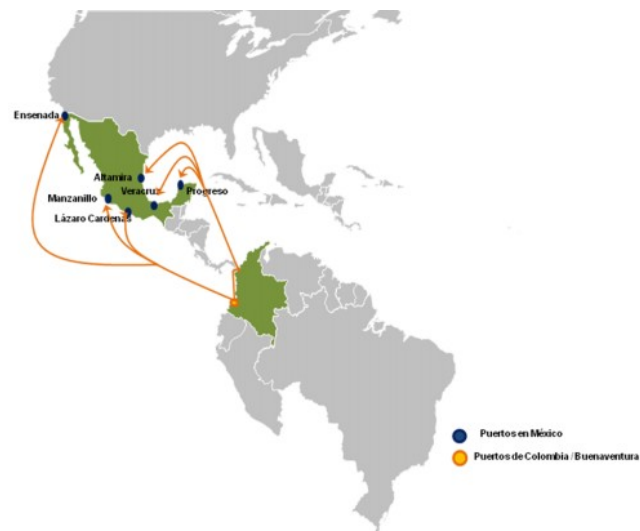 Ensenada
Altamira
Veracruz
Progreso
Manzanillo
Lázaro Cardenas
Puertos en México
Puertos de Colombia / Buenaventura